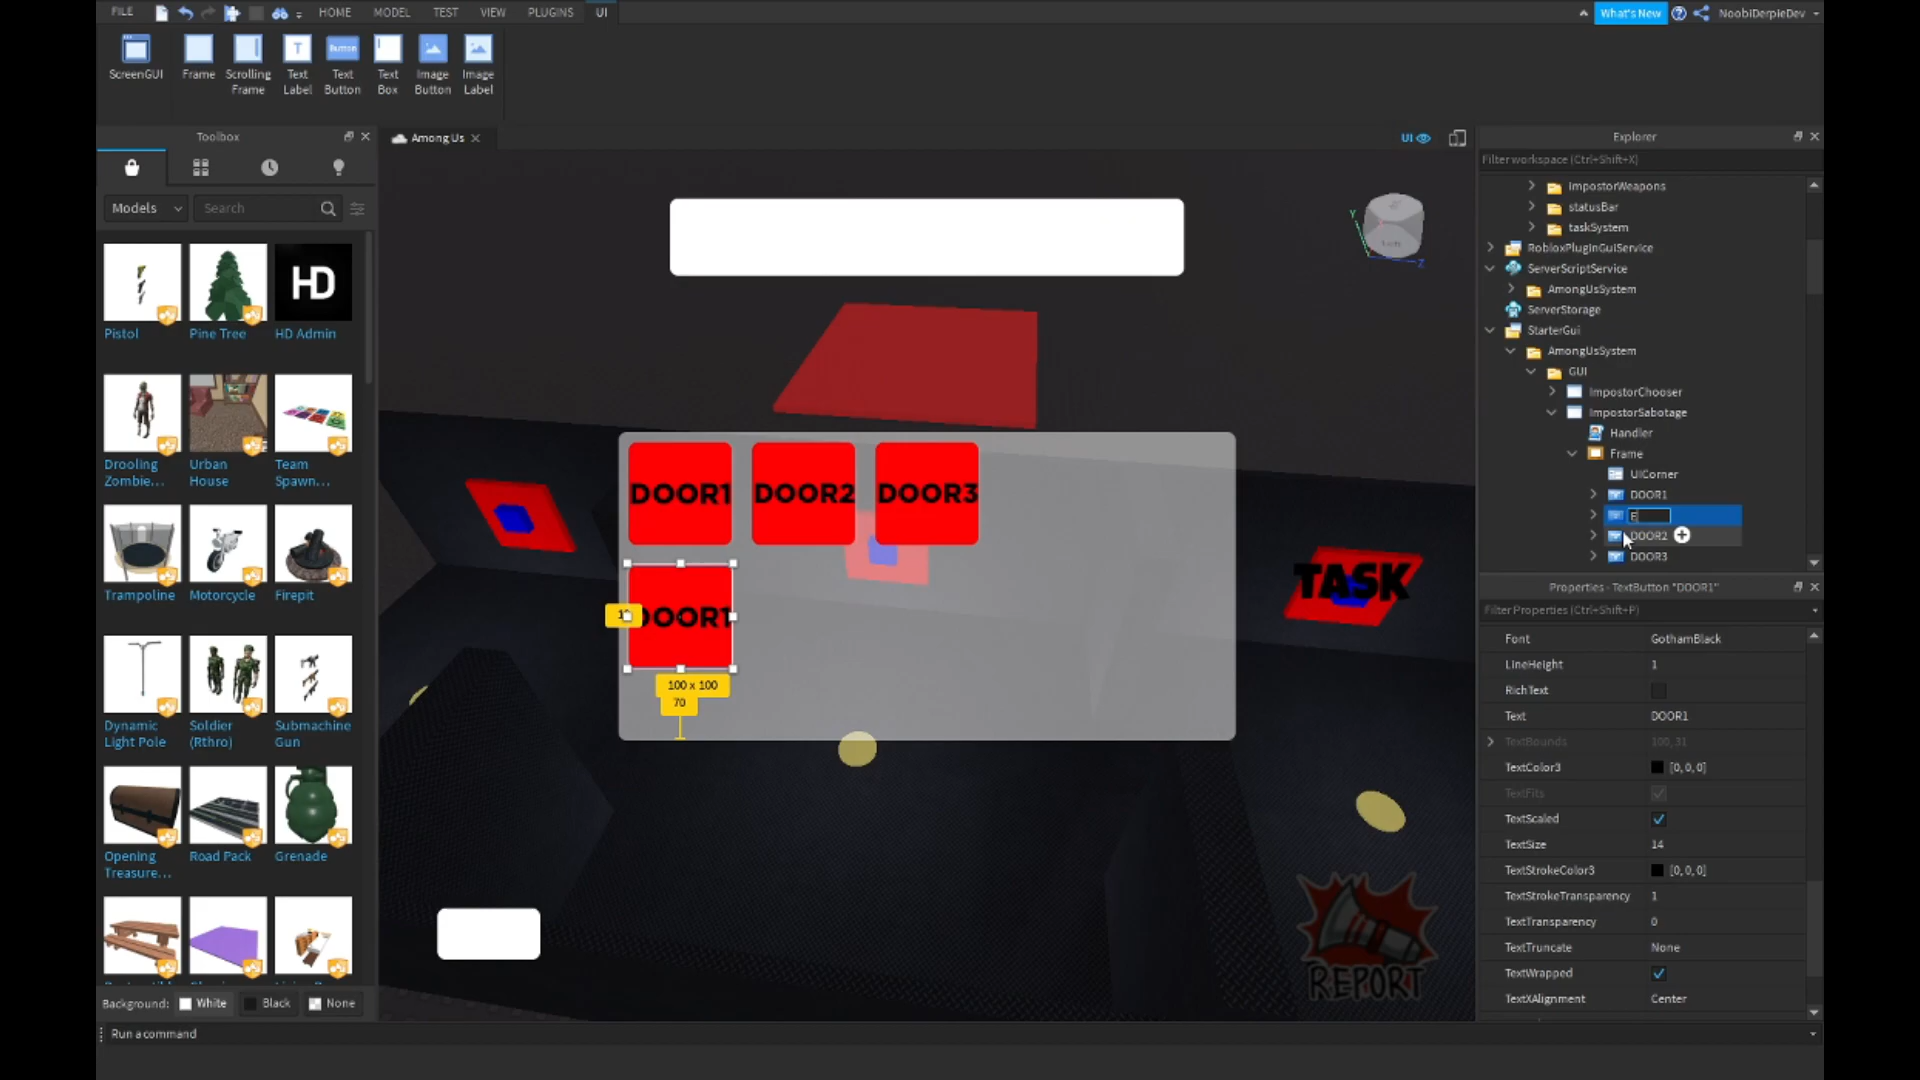 FILE HOME MODEL TEST VIEW PLUGINS UI What's New NoobiDerpieDev
ScreenGUI Frame Scrolling Frame Text Label Text Button Text Box Image Button Image Label
Toolbox
Among Us
UI
Explorer
Filter workspace (Ctrl+Shift+X)
Models Search
Pistol Pine Tree HD Admin
HD
Drooling Zombie... Urban House Team Spawn...
Trampoline Motorcycle Firepit
Dynamic Light Pole Soldier (Rthro) Submachine Gun
Opening Treasure... Road Pack Grenade
Background: White Black None
Run a command
DOOR1 DOOR2 DOOR3
DOOR1
100 x 100
70
TASK
REPORT
Y
Z
ImpostorWeapons
statusBar
taskSystem
RobloxPluginGuiService
ServerScriptService
AmongUsSystem
ServerStorage
StarterGui
AmongUsSystem
GUI
ImpostorChooser
ImpostorSabotage
Handler
Frame
UICorner
DOOR1
E
DOOR2
DOOR3
Properties - TextButton "DOOR1"
Filter Properties (Ctrl+Shift+P)
Font GothamBlack
LineHeight 1
RichText
Text DOOR1
TextBounds 100, 31
TextColor3 [0, 0, 0]
TextFits
TextScaled
TextSize 14
TextStrokeColor3 [0, 0, 0]
TextStrokeTransparency 1
TextTransparency 0
TextTruncate None
TextWrapped
TextXAlignment Center